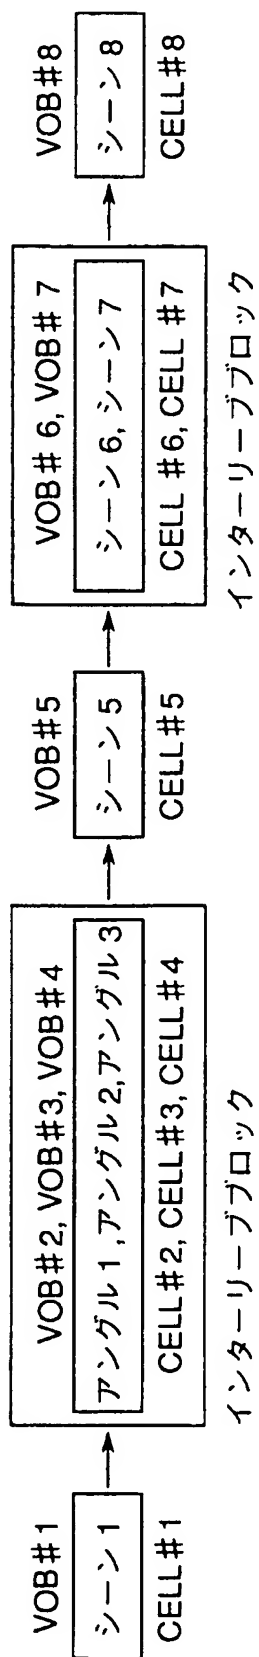 VOB#1
シーン1
CELL#1
VOB#2, VOB#3, VOB#4
アングル1,アングル2,アングル3
CELL#2, CELL#3, CELL#4
インターリーブブロック
VOB#5
シーン5
CELL#5
VOB# 6, VOB# 7
シーン6,シーン7
CELL #6, CELL #7
インターリーブブロック
VOB#8
シーン8
CELL#8